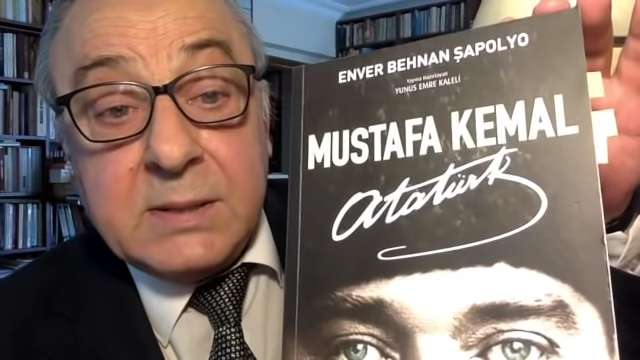 ENVER BEHNAN ŞAPOLYO
Yayına Hazırlayan
YUNUS EMRE KALELİ
MUSTAFA KEMAL
Atatürk